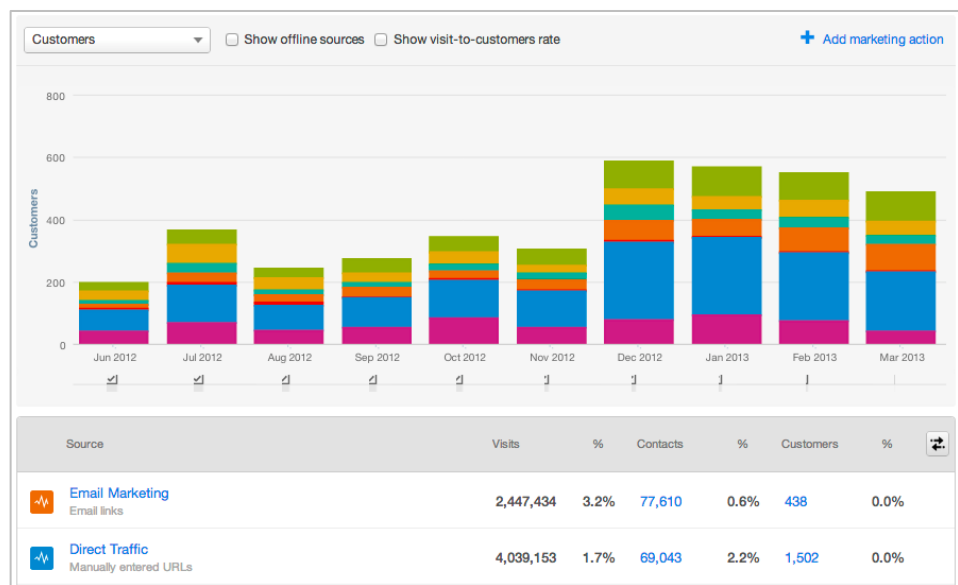 Customers Show offline sources Show visit-to-customers rate Add marketing action
800
600
400
200
0
Customers
Jun 2012 Jul 2012 Aug 2012 Sep 2012 Oct 2012 Nov 2012 Dec 2012 Jan 2013 Feb 2013 Mar 2013
Source Visits % Contacts % Customers %
Email Marketing 2,447,434 3.2% 77,610 0.6% 438 0.0%
Email links
Direct Traffic 4,039,153 1.7% 69,043 2.2% 1,502 0.0%
Manually entered URLs